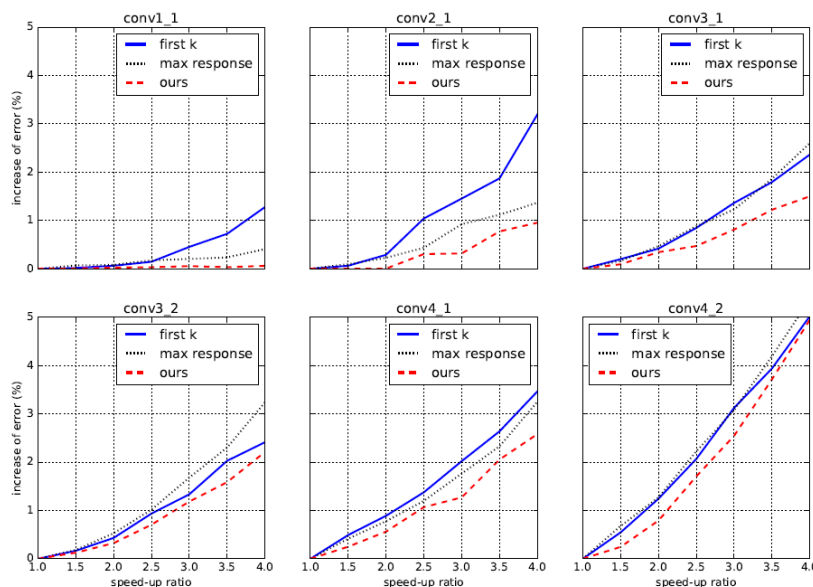 conv1_1 conv2_1 conv3_1
5
4
3
2
1
0
increase of error (%)
first k
max response
ours
first k
max response
ours
first k
max response
ours
conv3_2 conv4_1 conv4_2
5
4
3
2
1
0
increase of error (%)
first k
max response
ours
first k
max response
ours
first k
max response
ours
1.0 1.5 2.0 2.5 3.0 3.5 4.0 1.0 1.5 2.0 2.5 3.0 3.5 4.0 1.0 1.5 2.0 2.5 3.0 3.5 4.0
speed-up ratio speed-up ratio speed-up ratio